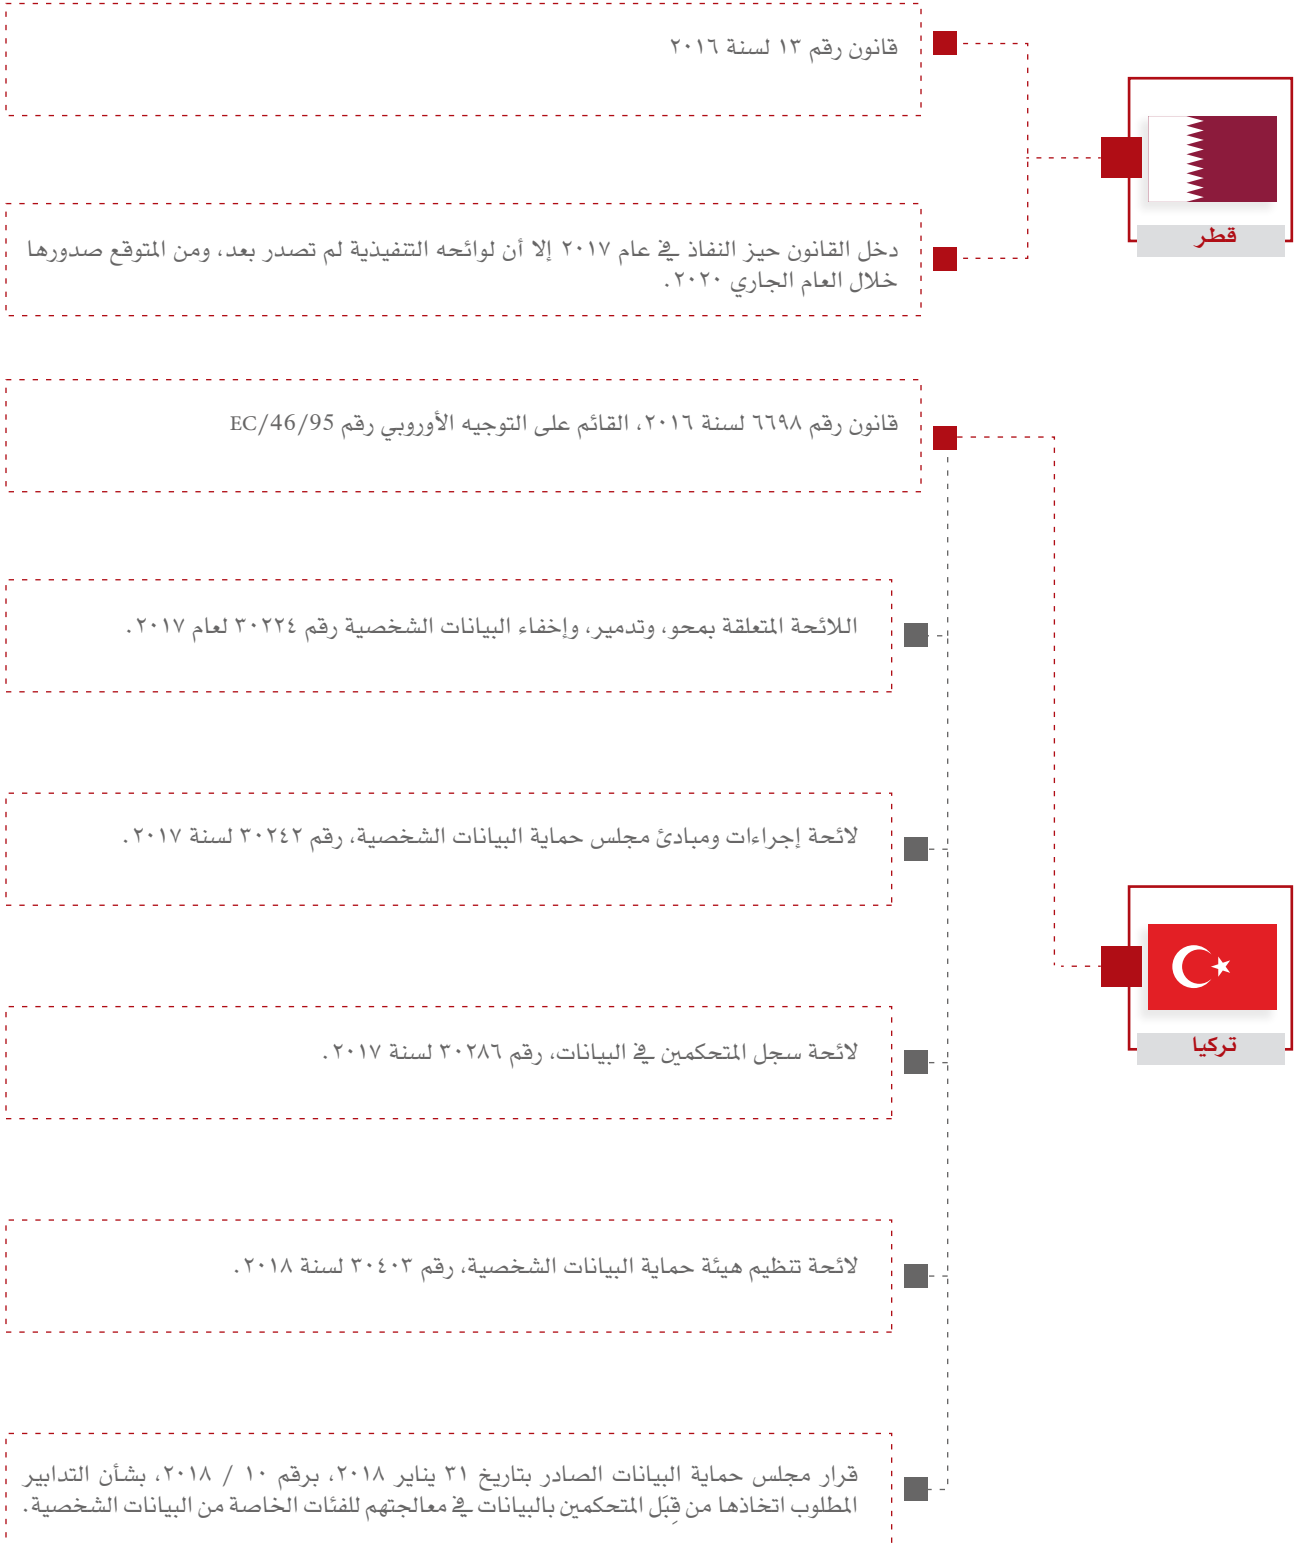 قانون رقم ١٣ لسنة ٢٠١٦
قطر
دخل القانون حيز النفاذ في عام ٢٠١٧ إلا أن لوائحه التنفيذية لم تصدر بعد، ومن المتوقع صدورها
خلال العام الجاري ٢٠٢٠.
قانون رقم ٦٦٩٨ لسنة ٢٠١٦، القائم على التوجيه الأوروبي رقم EC/46/95
اللائحة المتعلقة بمحو، وتدمير، وإخفاء البيانات الشخصية رقم ٣٠٢٢٤ لعام ٢٠١٧.
لائحة إجراءات ومبادئ مجلس حماية البيانات الشخصية، رقم ٣٠٢٤٢ لسنة ٢٠١٧.
تركيا
لائحة سجل المتحكمين في البيانات، رقم ٣٠٢٨٦ لسنة ٢٠١٧.
لائحة تنظيم هيئة حماية البيانات الشخصية، رقم ٣٠٤٠٣ لسنة ٢٠١٨.
قرار مجلس حماية البيانات الصادر بتاريخ ٣١ يناير ٢٠١٨، برقم ١٠ / ٢٠١٨، بشأن التدابير
المطلوب اتخاذها من قِبَل المتحكمين بالبيانات في معالجتهم للفئات الخاصة من البيانات الشخصية.